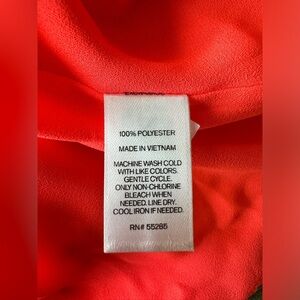 100% POLYESTER
MADE IN VIETNAM
MACHINE WASH COLD
WITH LIKE COLORS.
GENTLE CYCLE.
ONLY NON-CHLORINE
BLEACH WHEN
NEEDED. LINE DRY.
COOL IRON IF NEEDED.
RN# 55285